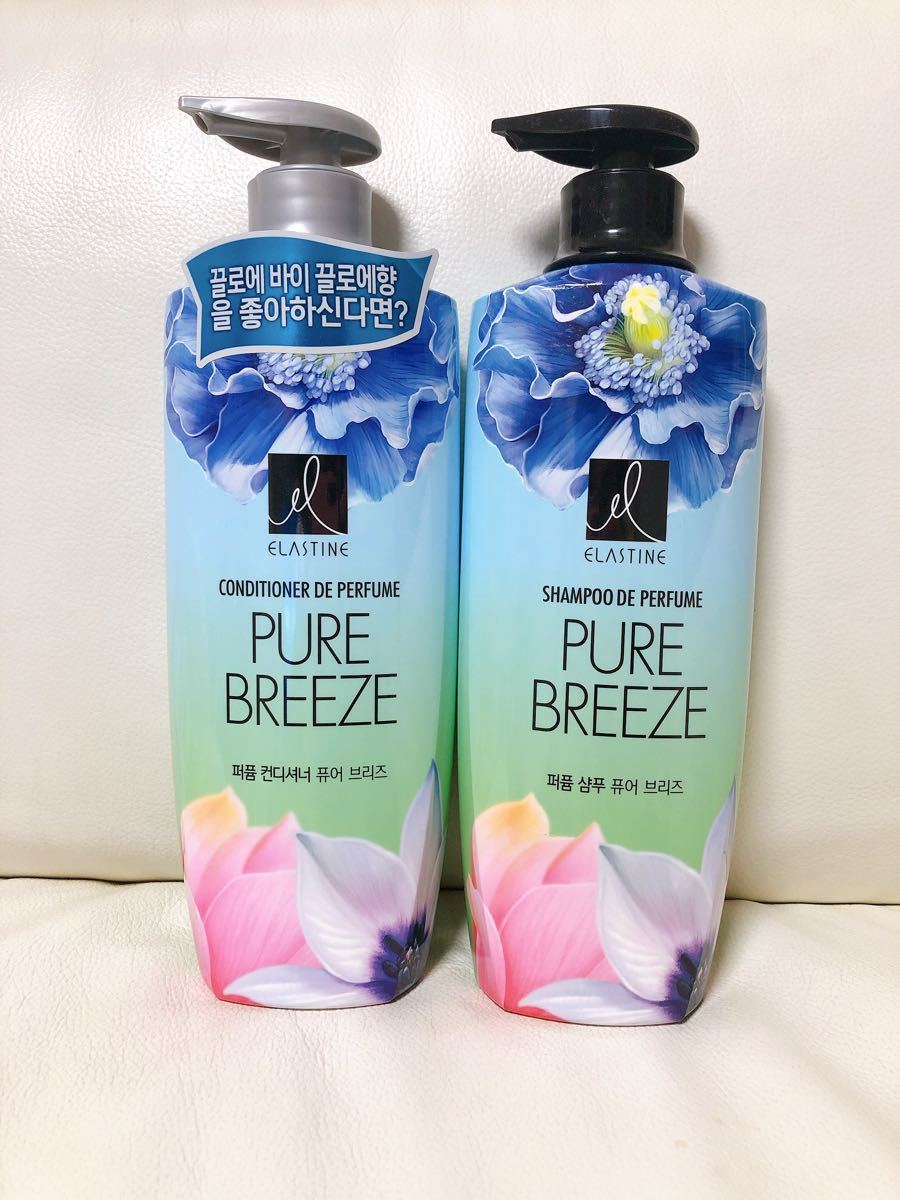 끌로에 바이 끌로에향
을 좋아하신다면?
el
ELASTINE
CONDITIONER DE PERFUME
PURE
BREEZE
퍼퓸 컨디셔너 퓨어 브리즈
el
ELASTINE
SHAMPOO DE PERFUME
PURE
BREEZE
퍼퓸 샴푸 퓨어 브리즈